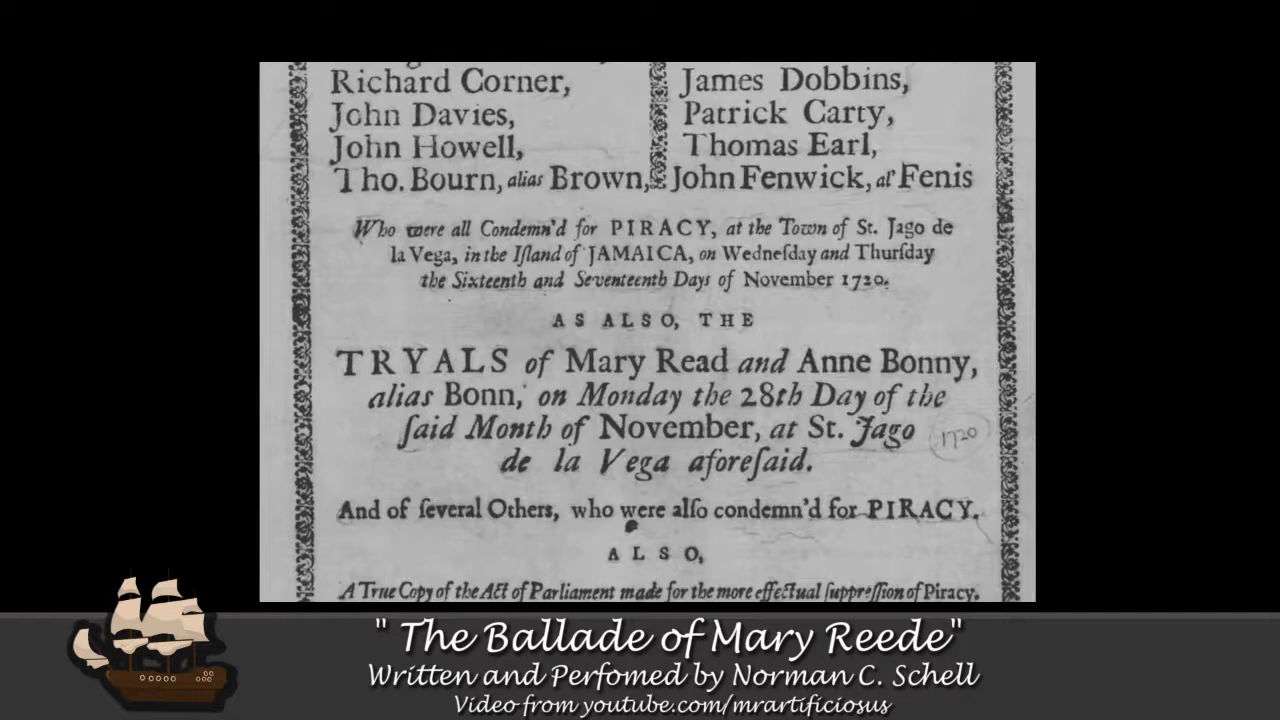 Richard Corner,
James Dobbins,
John Davies,
Patrick Carty,
John Howell,
Thomas Earl,
Tho. Bourn, alias Brown,
John Fenwick, al' Fenis
Who were all Condemn'd for PIRACY, at the Town of St. Jago de
la Vega, in the Iſland of JAMAICA, on Wedneſday and Thurſday
the Sixteenth and Seventeenth Days of November 1720.
AS ALSO, THE
TRYALS of Mary Read and Anne Bonny,
alias Bonn, on Monday the 28th Day of the
ſaid Month of November, at St. Jago
de la Vega aforeſaid.
1720
And of ſeveral Others, who were alſo condemn'd for PIRACY.
ALSO,
A True Copy of the Act of Parliament made for the more effectual ſuppreſſion of Piracy.
" The Ballade of Mary Reede"
Written and Perfomed by Norman C. Schell
Video from youtube.com/mrartificiosus